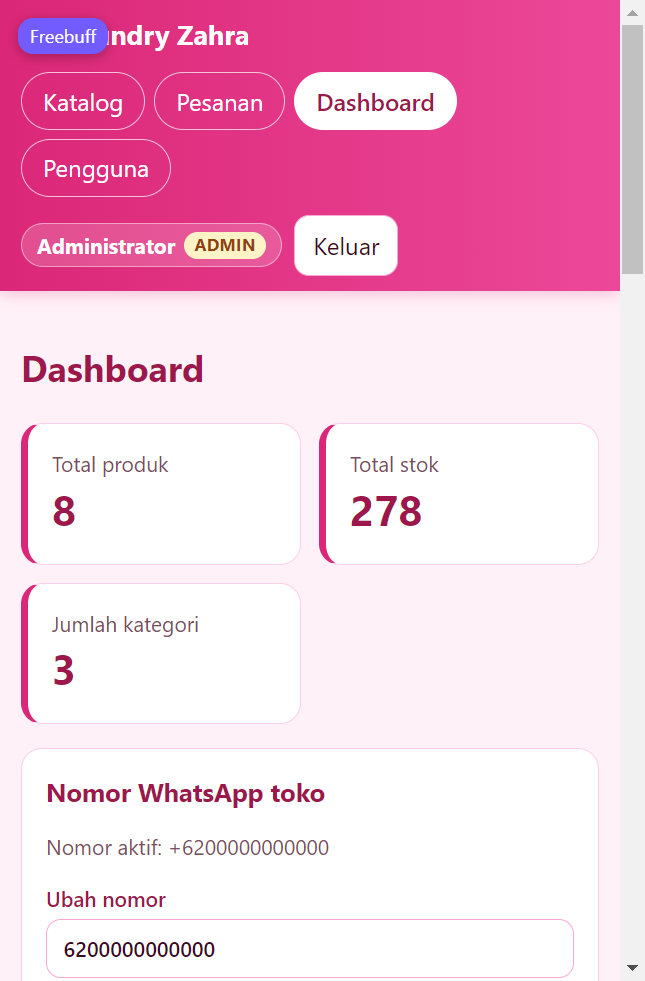 Freebuff
ndry Zahra
Katalog Pesanan Dashboard
Pengguna
Administrator ADMIN Keluar
Dashboard
Total produk Total stok
8 278
Jumlah kategori
3
Nomor WhatsApp toko
Nomor aktif: +6200000000000
Ubah nomor
6200000000000